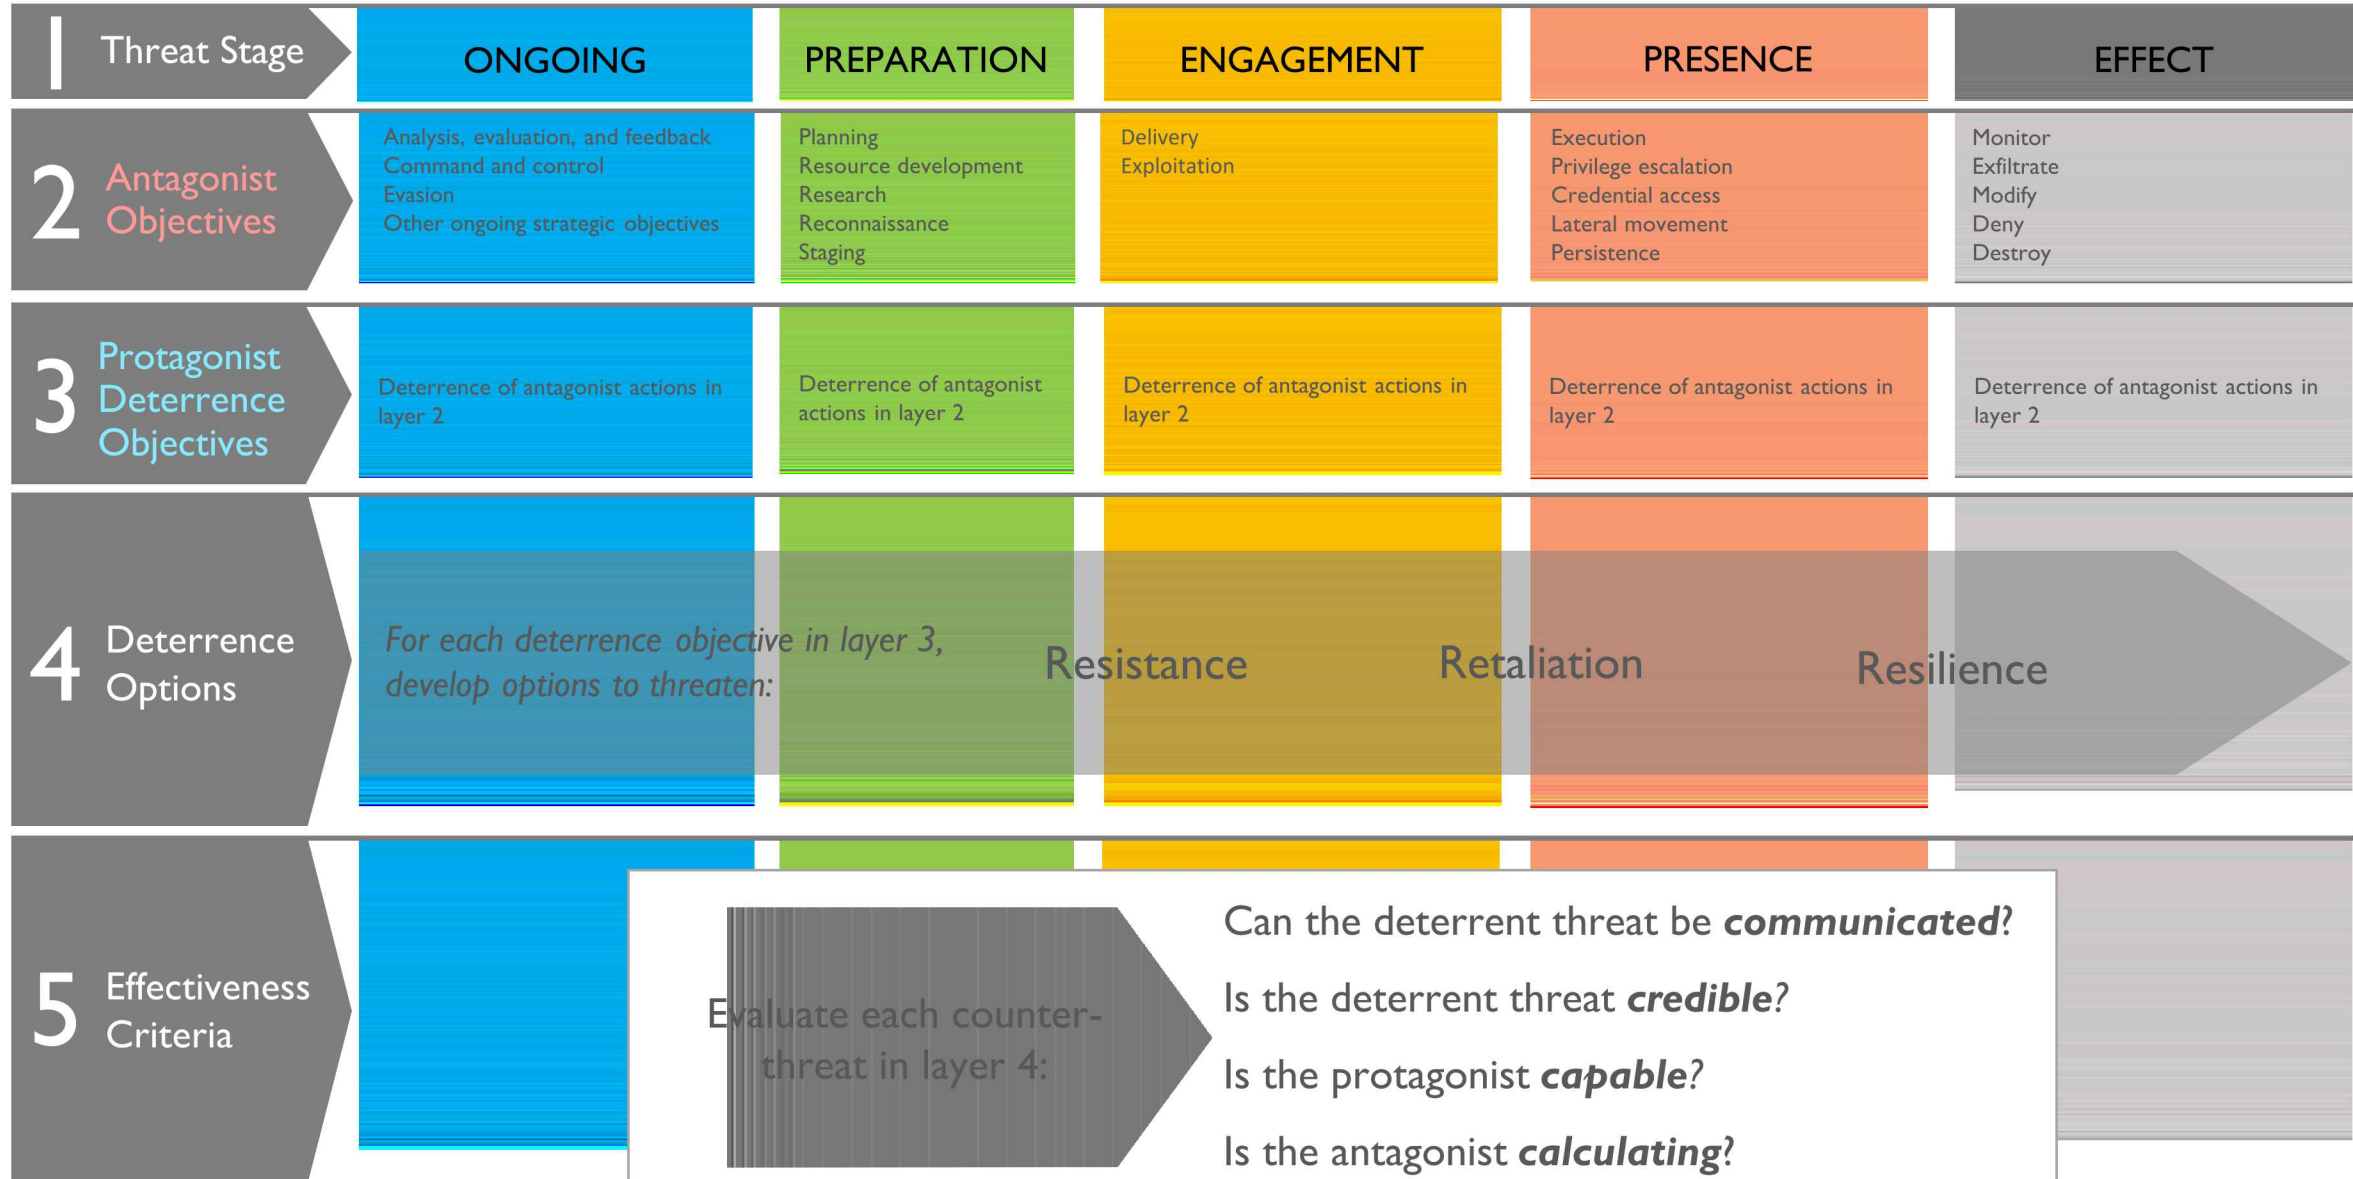 1 Threat Stage
ONGOING
PREPARATION
ENGAGEMENT
PRESENCE
EFFECT
2 Antagonist
Objectives
Analysis, evaluation, and feedback
Command and control
Evasion
Other ongoing strategic objectives
Planning
Resource development
Research
Reconnaissance
Staging
Delivery
Exploitation
Execution
Privilege escalation
Credential access
Lateral movement
Persistence
Monitor
Exfiltrate
Modify
Deny
Destroy
3 Protagonist
Deterrence
Objectives
Deterrence of antagonist actions in
layer 2
Deterrence of antagonist
actions in layer 2
Deterrence of antagonist actions in
layer 2
Deterrence of antagonist actions in
layer 2
Deterrence of antagonist actions in
layer 2
4 Deterrence
Options
For each deterrence objective in layer 3,
develop options to threaten:
Resistance
Retaliation
Resilience
5 Effectiveness
Criteria
Evaluate each counter-
threat in layer 4:
Can the deterrent threat be communicated?
Is the deterrent threat credible?
Is the protagonist capable?
Is the antagonist calculating?